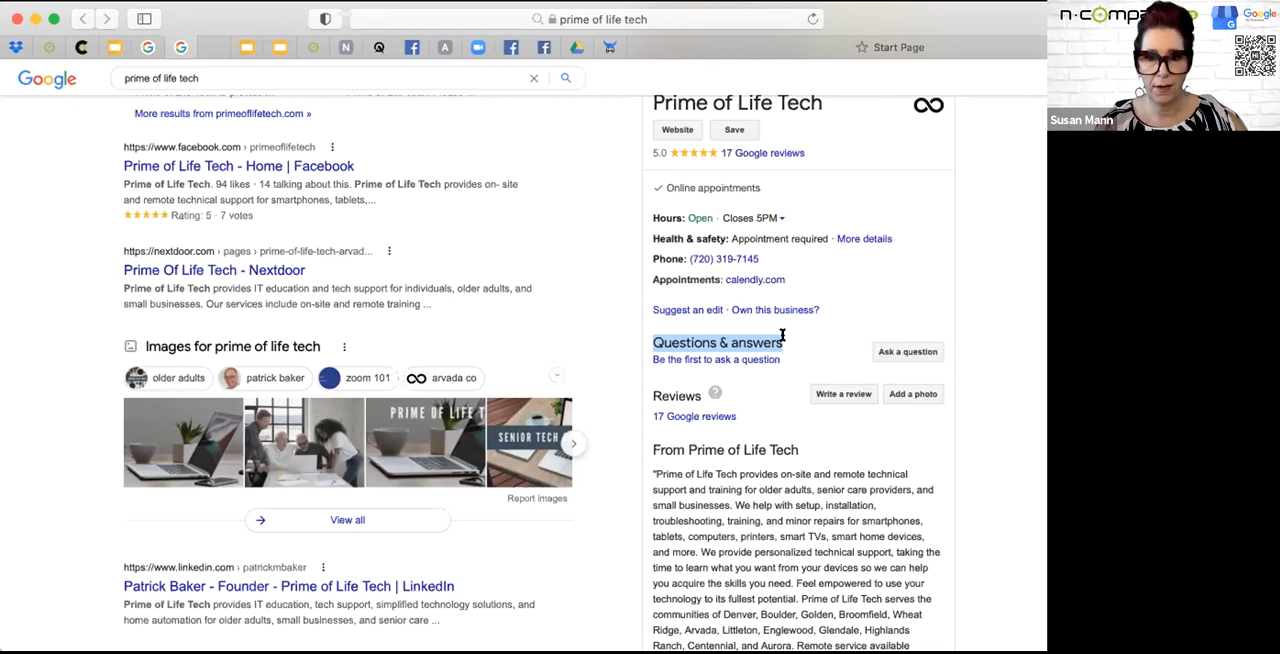 prime of life tech
Start Page
Google
prime of life tech
More results from primeoflifetech.com »
https://www.facebook.com › primeoflifetech
Prime of Life Tech - Home | Facebook
Prime of Life Tech. 94 likes · 14 talking about this. Prime of Life Tech provides on- site
and remote technical support for smartphones, tablets,...
Rating: 5 · 7 votes
https://nextdoor.com › pages › prime-of-life-tech-arvad...
Prime Of Life Tech - Nextdoor
Prime of Life Tech provides IT education and tech support for individuals, older adults, and
small businesses. Our services include on-site and remote training ...
Images for prime of life tech
older adults
patrick baker
zoom 101
arvada co
PRIME OF LIFE T
SENIOR TECH
Report images
View all
https://www.linkedin.com › patrickmbaker
Patrick Baker - Founder - Prime of Life Tech | LinkedIn
Prime of Life Tech provides IT education, tech support, simplified technology solutions, and
home automation for older adults, small businesses, and senior care ...
Prime of Life Tech
Website
Save
5.0
17 Google reviews
Online appointments
Hours: Open · Closes 5PM
Health & safety: Appointment required · More details
Phone: (720) 319-7145
Appointments: calendly.com
Suggest an edit · Own this business?
Questions & answers
Be the first to ask a question
Ask a question
Reviews
?
Write a review
Add a photo
17 Google reviews
From Prime of Life Tech
"Prime of Life Tech provides on-site and remote technical
support and training for older adults, senior care providers, and
small businesses. We help with setup, installation,
troubleshooting, training, and minor repairs for smartphones,
tablets, computers, printers, smart TVs, smart home devices,
and more. We provide personalized technical support, taking the
time to learn what you want from your devices so we can help
you acquire the skills you need. Feel empowered to use your
technology to its fullest potential. Prime of Life Tech serves the
communities of Denver, Boulder, Golden, Broomfield, Wheat
Ridge, Arvada, Littleton, Englewood, Glendale, Highlands
Ranch, Centennial, and Aurora. Remote service available
n·compa
Google
Susan Mann